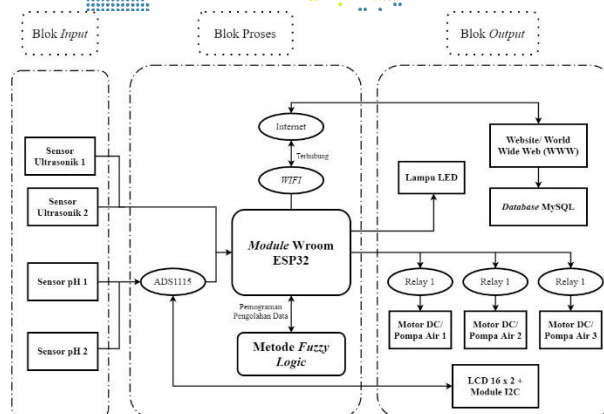 Blok Input
Blok Proses
Blok Output
Sensor
Ultrasonik 1
Sensor
Ultrasonik 2
Sensor pH 1
Sensor pH 2
Internet
Terhubung
WIFI
Module Wroom
ESP32
ADS1115
Pemograman
Pengolahan Data
Metode Fuzzy
Logic
Lampu LED
Website/ World
Wide Web (WWW)
Database MySQL
Relay 1
Relay 1
Relay 1
Motor DC/
Pompa Air 1
Motor DC/
Pompa Air 2
Motor DC/
Pompa Air 3
LCD 16 x 2 +
Module I2C